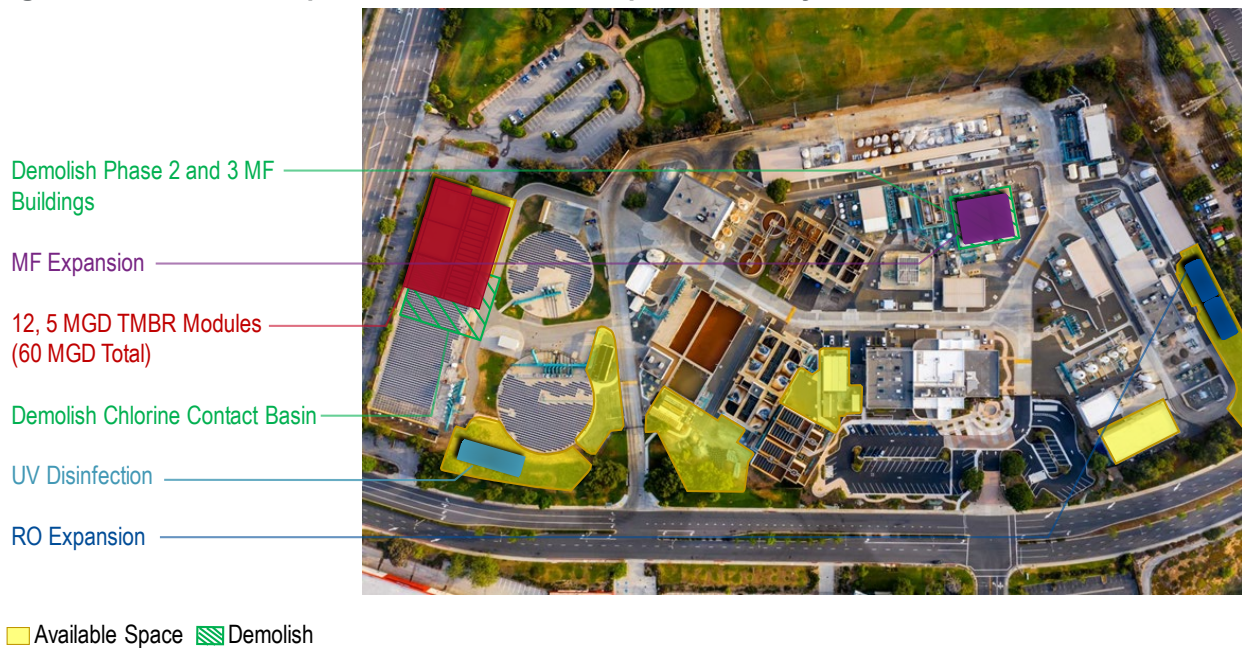 Demolish Phase 2 and 3 MF
Buildings
MF Expansion
12, 5 MGD TMBR Modules
(60 MGD Total)
Demolish Chlorine Contact Basin
UV Disinfection
RO Expansion
Available Space Demolish